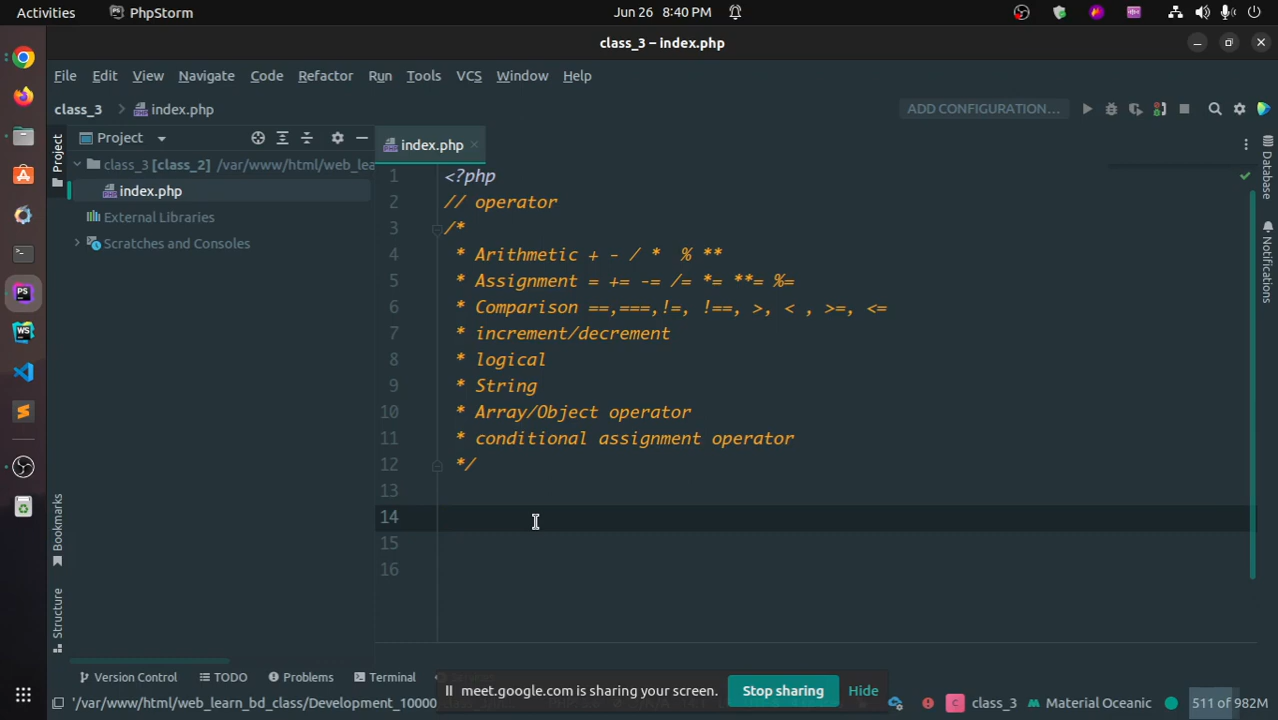 Activities PhpStorm Jun 26 8:40 PM
class_3 – index.php
File Edit View Navigate Code Refactor Run Tools VCS Window Help
class_3 index.php ADD CONFIGURATION...
Project Project index.php
class_3 [class_2] /var/www/html/web_lea
index.php
External Libraries
Scratches and Consoles
1 <?php
2 // operator
3 /*
4 * Arithmetic + - / * % **
5 * Assignment = += -= /= *= **= %=
6 * Comparison ==,===,!=, !==, >, < , >=, <=
7 * increment/decrement
8 * logical
9 * String
10 * Array/Object operator
11 * conditional assignment operator
12 */
13
14
15
16
Database
Notifications
Bookmarks
Structure
Version Control TODO Problems Terminal
meet.google.com is sharing your screen. Stop sharing Hide
'/var/www/html/web_learn_bd_class/Development_10000 class_3 Material Oceanic 511 of 982M